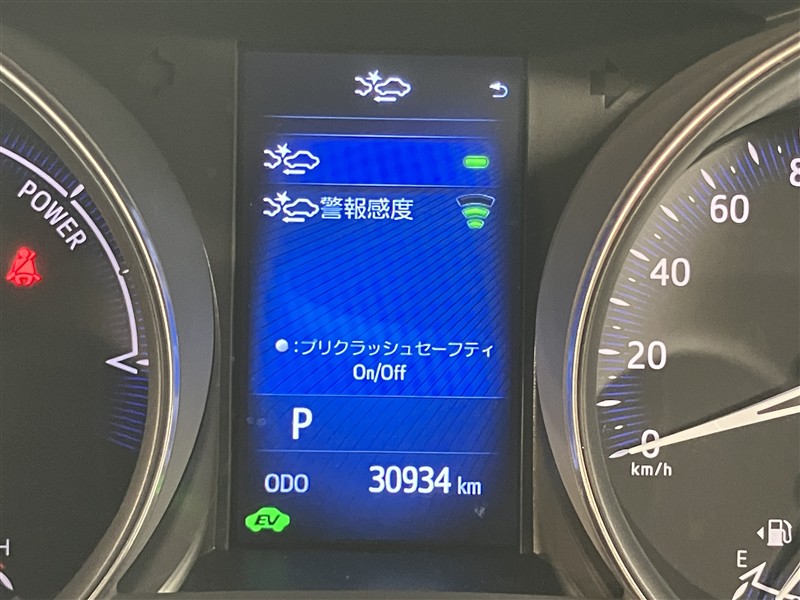 POWER
警報感度
:プリクラッシュセーフティ
On/Off
P
ODO 30934 km
EV
H
8
60
40
20
0
km/h
E